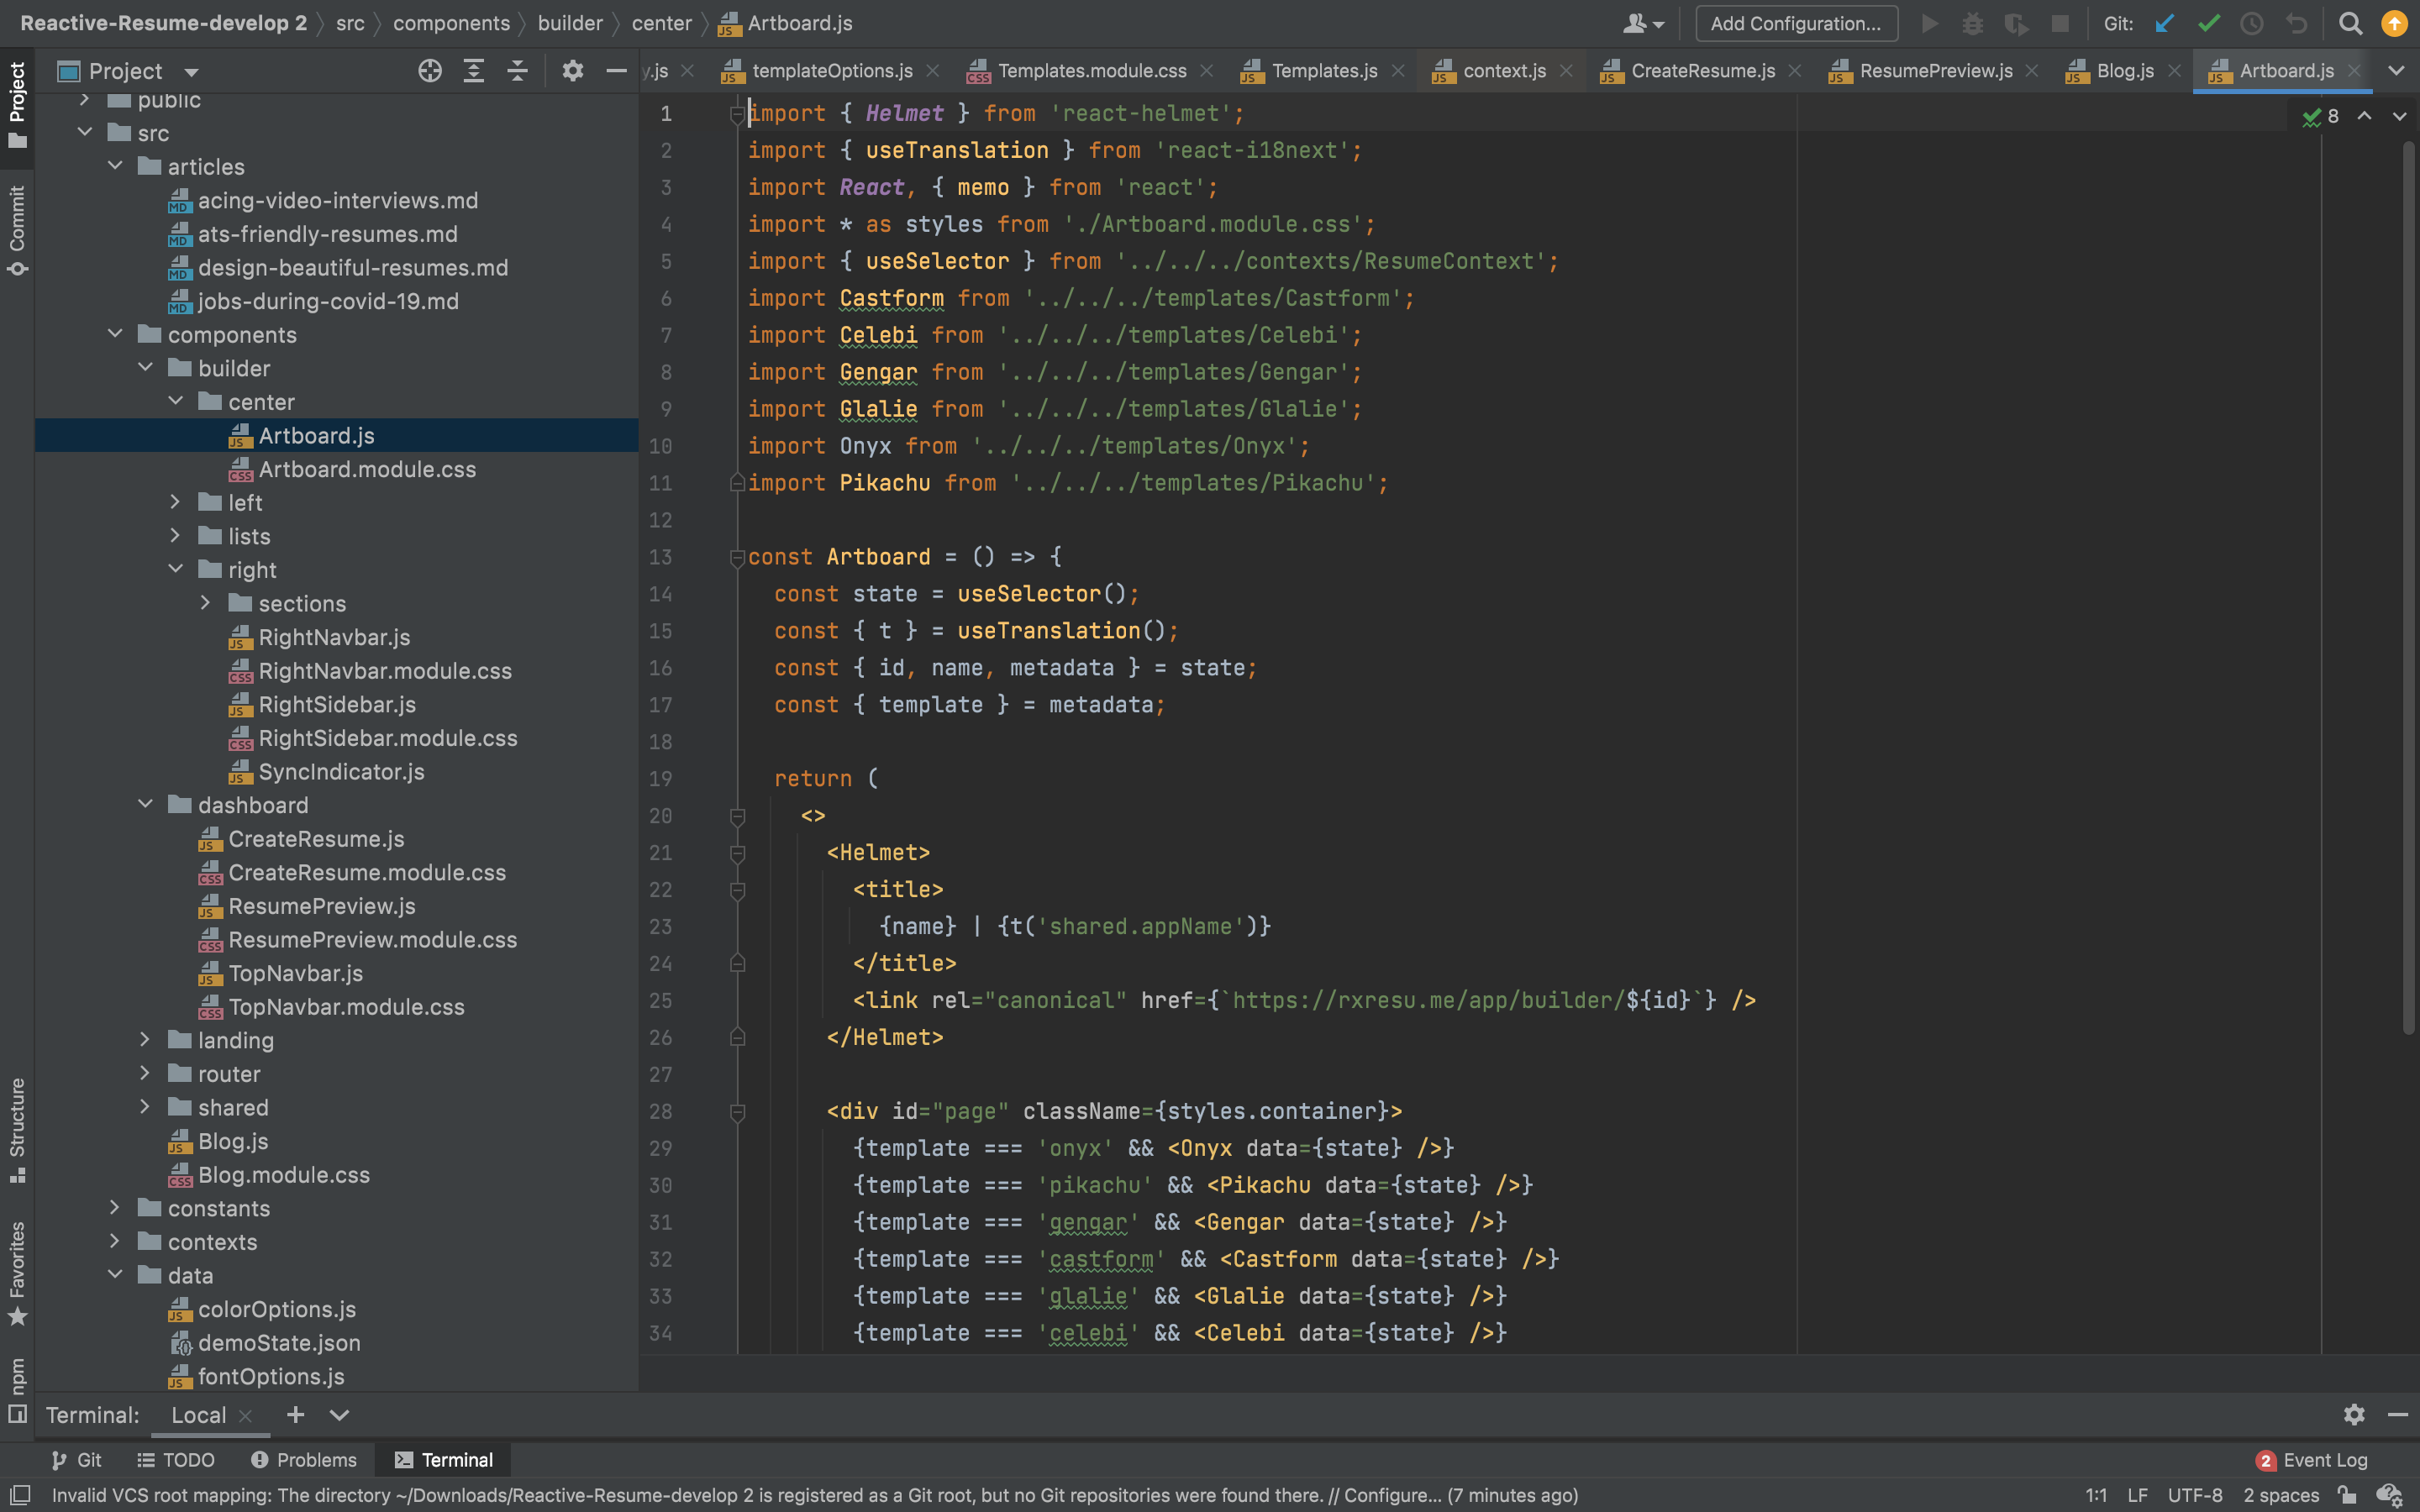 Reactive-Resume-develop 2 src components builder center Artboard.js Add Configuration... Git:
Project y.js templateOptions.js Templates.module.css Templates.js context.js CreateResume.js ResumePreview.js Blog.js Artboard.js
Project
Commit
Structure
Favorites
npm
public
src
articles
acing-video-interviews.md
ats-friendly-resumes.md
design-beautiful-resumes.md
jobs-during-covid-19.md
components
builder
center
Artboard.js
Artboard.module.css
left
lists
right
sections
RightNavbar.js
RightNavbar.module.css
RightSidebar.js
RightSidebar.module.css
SyncIndicator.js
dashboard
CreateResume.js
CreateResume.module.css
ResumePreview.js
ResumePreview.module.css
TopNavbar.js
TopNavbar.module.css
landing
router
shared
Blog.js
Blog.module.css
constants
contexts
data
colorOptions.js
demoState.json
fontOptions.js
8
1 import { Helmet } from 'react-helmet';
2 import { useTranslation } from 'react-i18next';
3 import React, { memo } from 'react';
4 import * as styles from './Artboard.module.css';
5 import { useSelector } from '../../../contexts/ResumeContext';
6 import Castform from '../../../templates/Castform';
7 import Celebi from '../../../templates/Celebi';
8 import Gengar from '../../../templates/Gengar';
9 import Glalie from '../../../templates/Glalie';
10 import Onyx from '../../../templates/Onyx';
11 import Pikachu from '../../../templates/Pikachu';
12
13 const Artboard = () => {
14 const state = useSelector();
15 const { t } = useTranslation();
16 const { id, name, metadata } = state;
17 const { template } = metadata;
18
19 return (
20 <>
21 <Helmet>
22 <title>
23 {name} | {t('shared.appName')}
24 </title>
25 <link rel="canonical" href={`https://rxresu.me/app/builder/${id}`} />
26 </Helmet>
27
28 <div id="page" className={styles.container}>
29 {template === 'onyx' && <Onyx data={state} />}
30 {template === 'pikachu' && <Pikachu data={state} />}
31 {template === 'gengar' && <Gengar data={state} />}
32 {template === 'castform' && <Castform data={state} />}
33 {template === 'glalie' && <Glalie data={state} />}
34 {template === 'celebi' && <Celebi data={state} />}
Terminal: Local
Git TODO Problems Terminal 2 Event Log
Invalid VCS root mapping: The directory ~/Downloads/Reactive-Resume-develop 2 is registered as a Git root, but no Git repositories were found there. // Configure... (7 minutes ago) 1:1 LF UTF-8 2 spaces